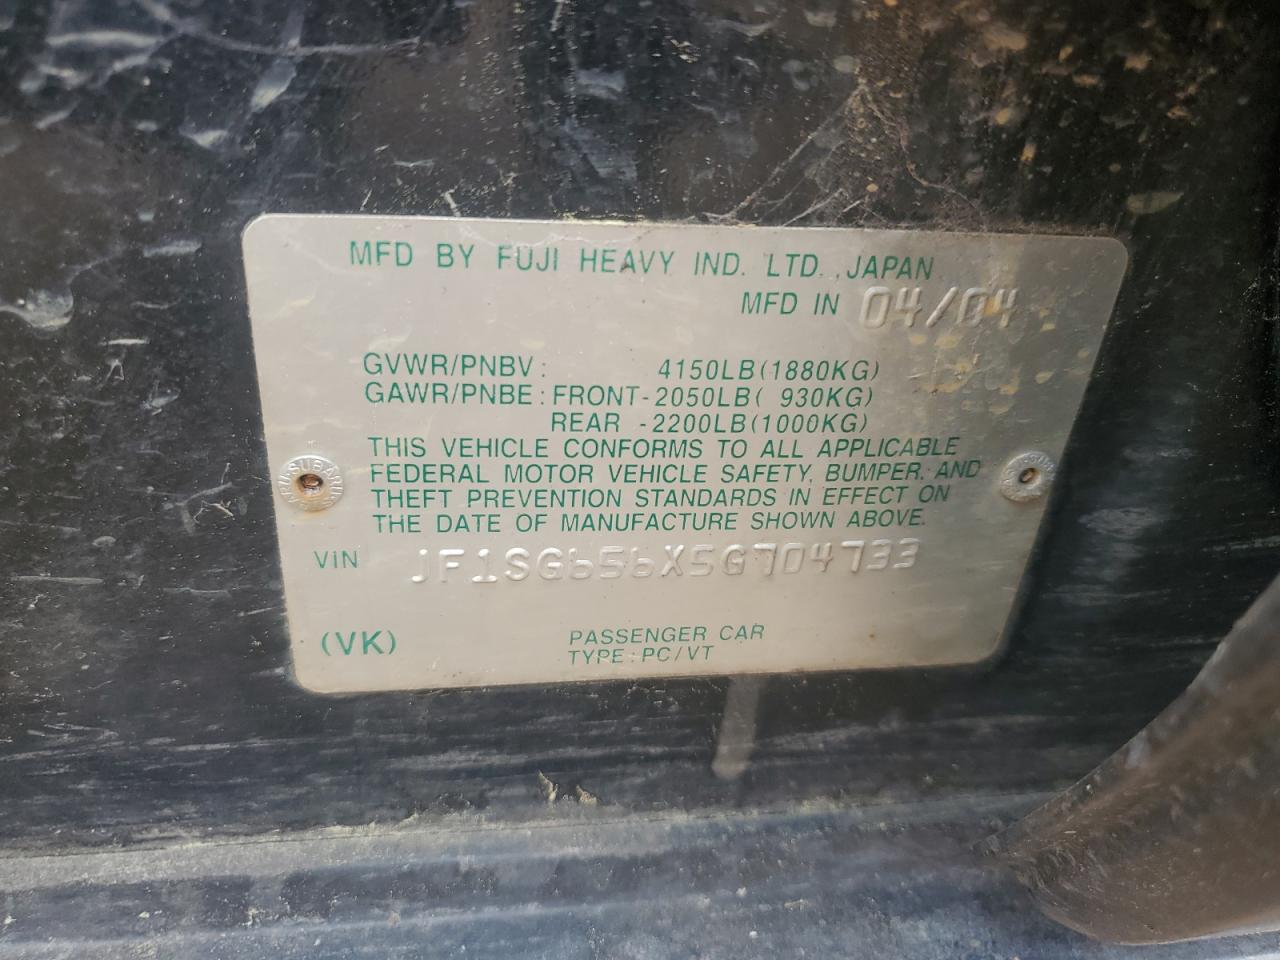 MFD BY FUJI HEAVY IND. LTD., JAPAN
MFD IN 04/04
GVWR/PNBV: 4150LB(1880KG)
GAWR/PNBE: FRONT-2050LB( 930KG)
REAR -2200LB(1000KG)
THIS VEHICLE CONFORMS TO ALL APPLICABLE
FEDERAL MOTOR VEHICLE SAFETY, BUMPER, AND
THEFT PREVENTION STANDARDS IN EFFECT ON
THE DATE OF MANUFACTURE SHOWN ABOVE.
SUBARU
VIN JF1SG656X5G704733
(VK) PASSENGER CAR
TYPE: PC/VT